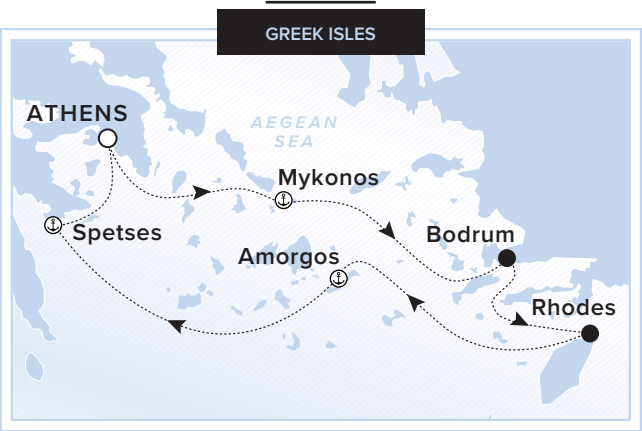 GREEK ISLES
ATHENS
AEGEAN
SEA
Mykonos
Spetses
Bodrum
Amorgos
Rhodes